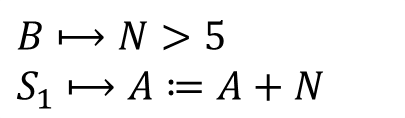 B ⟼ N > 5
S₁ ⟼ A ≔ A + N